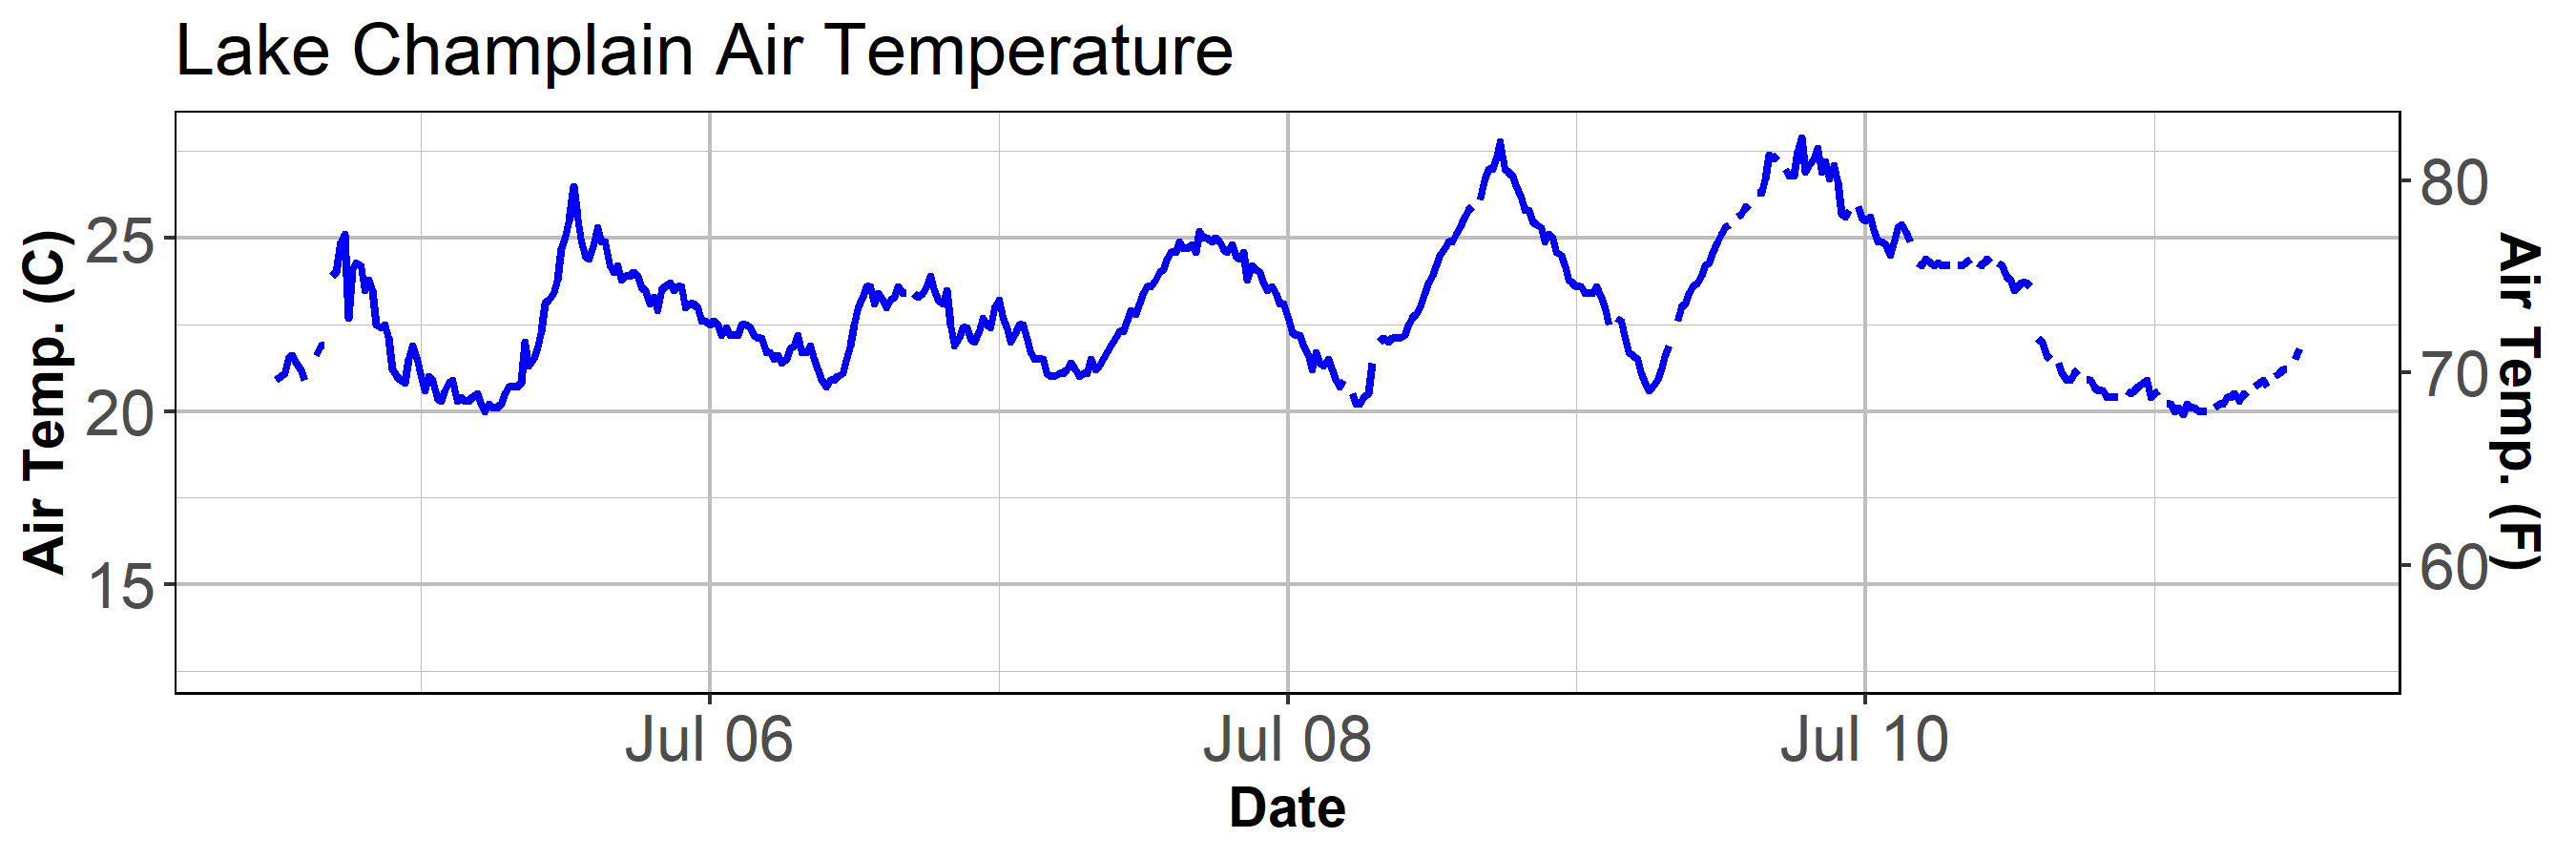 Lake Champlain Air Temperature
Air Temp. (C)
25
20
15
80
70
60
Air Temp. (F)
Jul 06
Jul 08
Jul 10
Date